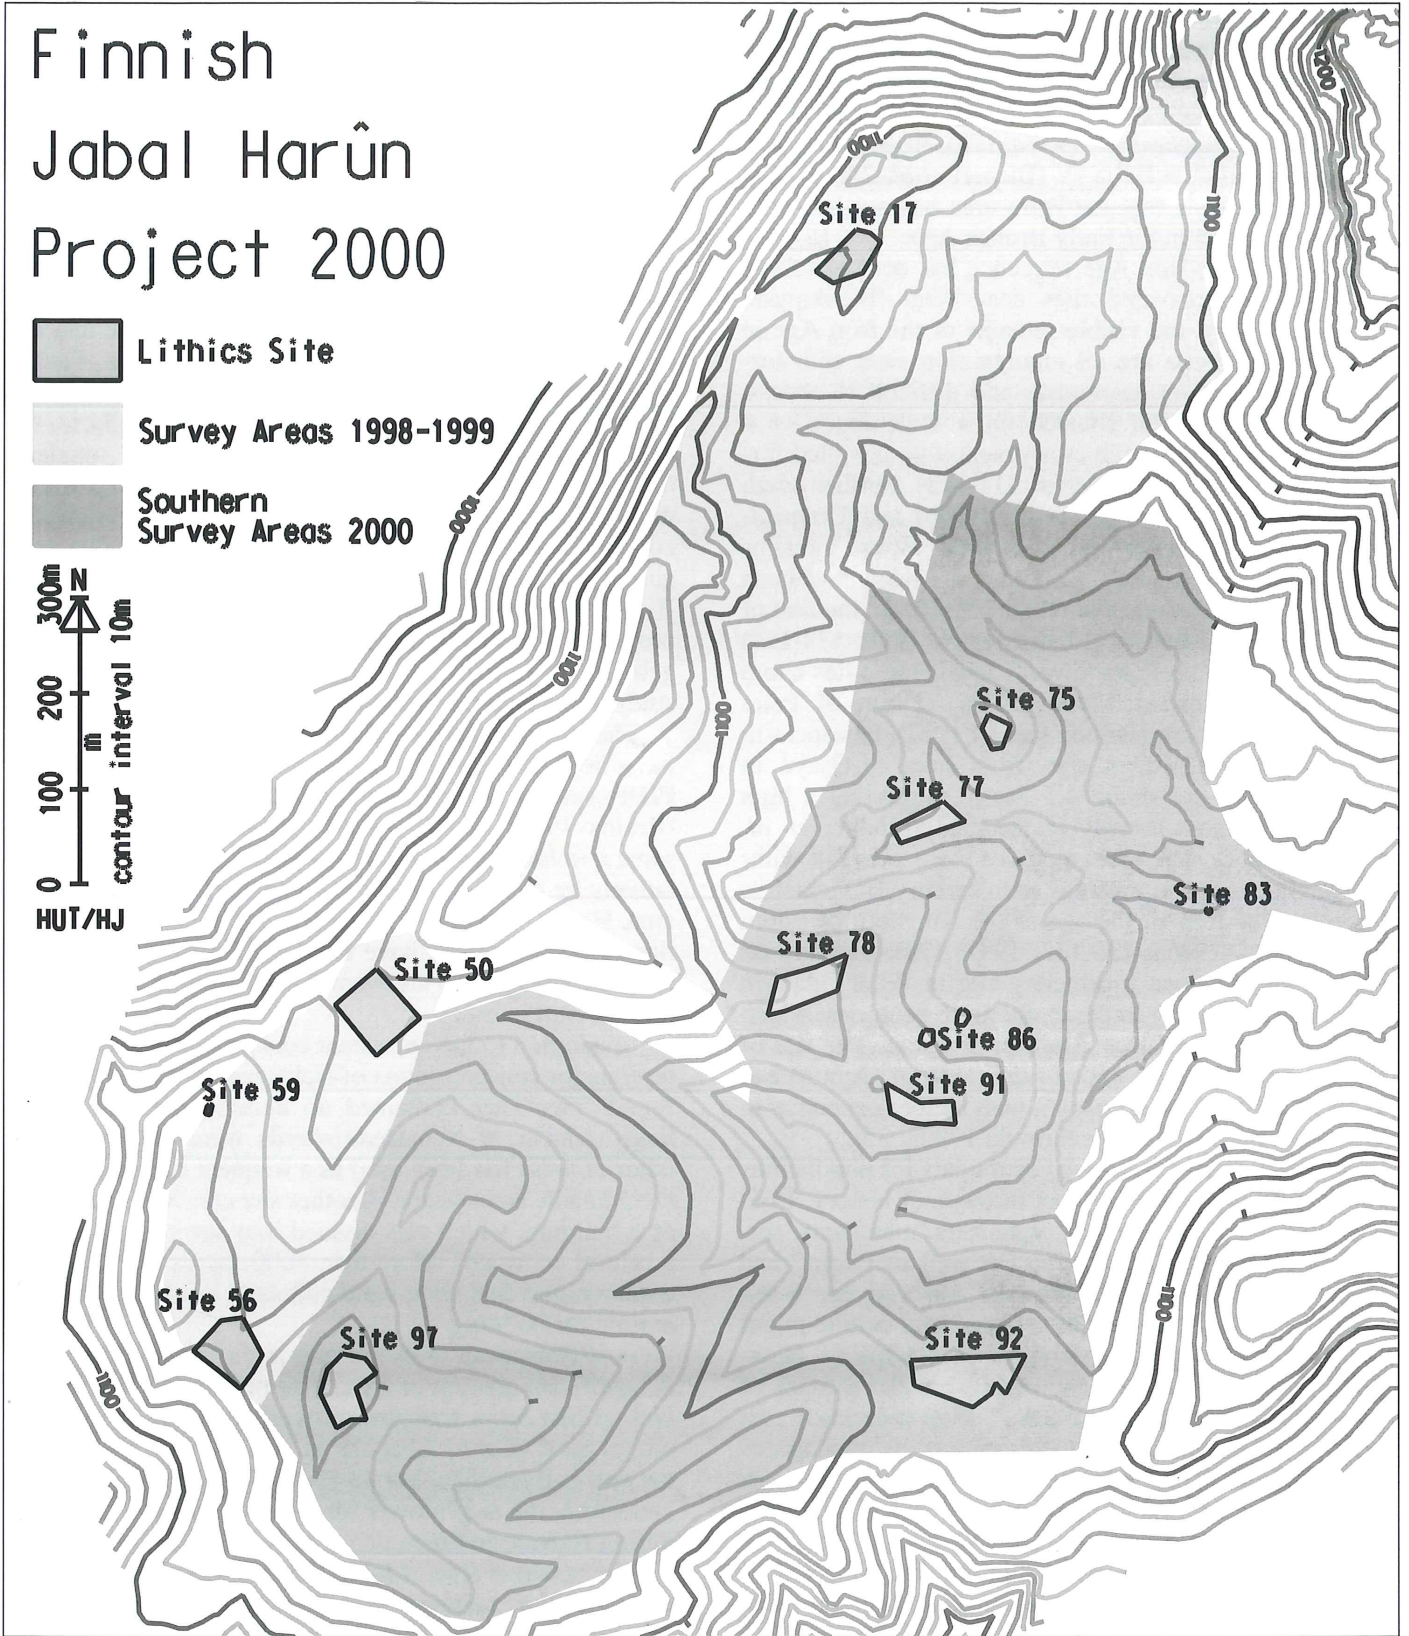 Finnish
Jabal Harûn
Project 2000
Lithics Site
Survey Areas 1998-1999
Southern
Survey Areas 2000
N
300m
200
100
0
m
contour interval 10m
HUT/HJ
1200
1100
1100
Site 17
1000
1100
1100
Site 75
Site 77
Site 83
Site 78
Site 50
Site 86
Site 59
Site 91
Site 56
Site 97
Site 92
1100
1100